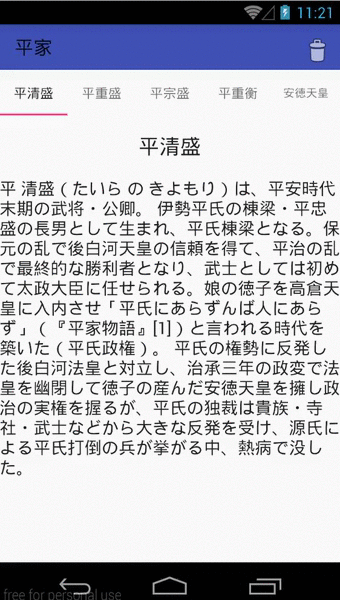 11:21
平家
平清盛
平重盛
平宗盛
平重衡
安徳天皇
平清盛
平 清盛（たいら の きよもり）は、平安時代
末期の武将・公卿。 伊勢平氏の棟梁・平忠
盛の長男として生まれ、平氏棟梁となる。保
元の乱で後白河天皇の信頼を得て、平治の乱
で最終的な勝利者となり、武士としては初め
て太政大臣に任せられる。娘の徳子を高倉天
皇に入内させ「平氏にあらずんば人にあら
ず」（『平家物語』[1]）と言われる時代を
築いた（平氏政権）。 平氏の権勢に反発し
た後白河法皇と対立し、治承三年の政変で法
皇を幽閉して徳子の産んだ安徳天皇を擁し政
治の実権を握るが、平氏の独裁は貴族・寺
社・武士などから大きな反発を受け、源氏に
よる平氏打倒の兵が挙がる中、熱病で没し
た。
free for personal use